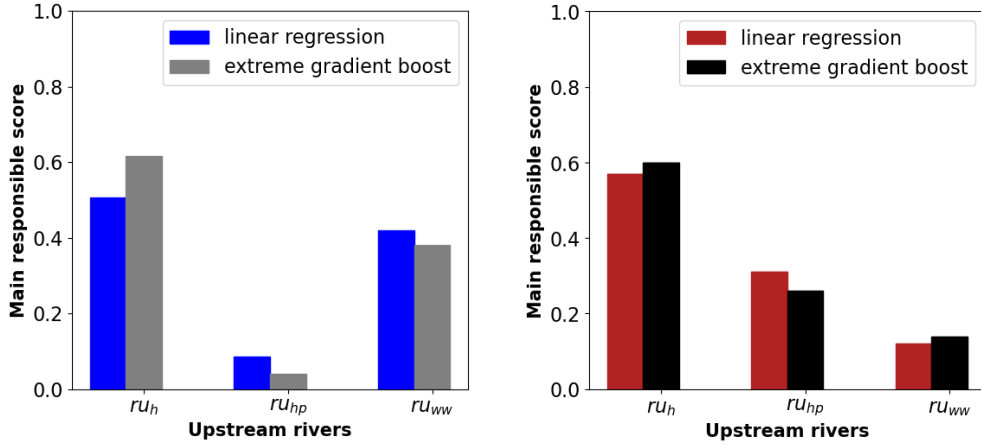 Main responsible score
1.0
0.8
0.6
0.4
0.2
0.0
linear regression
extreme gradient boost
ru_h
ru_hp
ru_ww
Upstream rivers
Main responsible score
1.0
0.8
0.6
0.4
0.2
0.0
linear regression
extreme gradient boost
ru_h
ru_hp
ru_ww
Upstream rivers